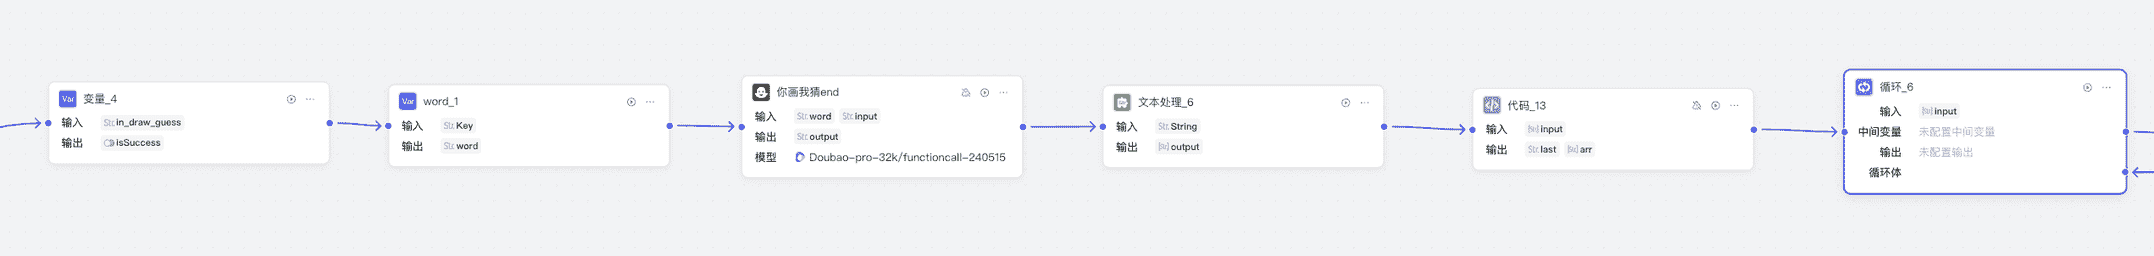 变量_4
输入 Str. in_draw_guess
输出 isSuccess
word_1
输入 Str. Key
输出 Str. word
你画我猜end
输入 Str. word Str. input
输出 Str. output
模型 Doubao-pro-32k/functioncall-240515
文本处理_6
输入 Str. String
输出 output
代码_13
输入 input
输出 Str. last arr
循环_6
输入 input
中间变量 未配置中间变量
输出 未配置输出
循环体